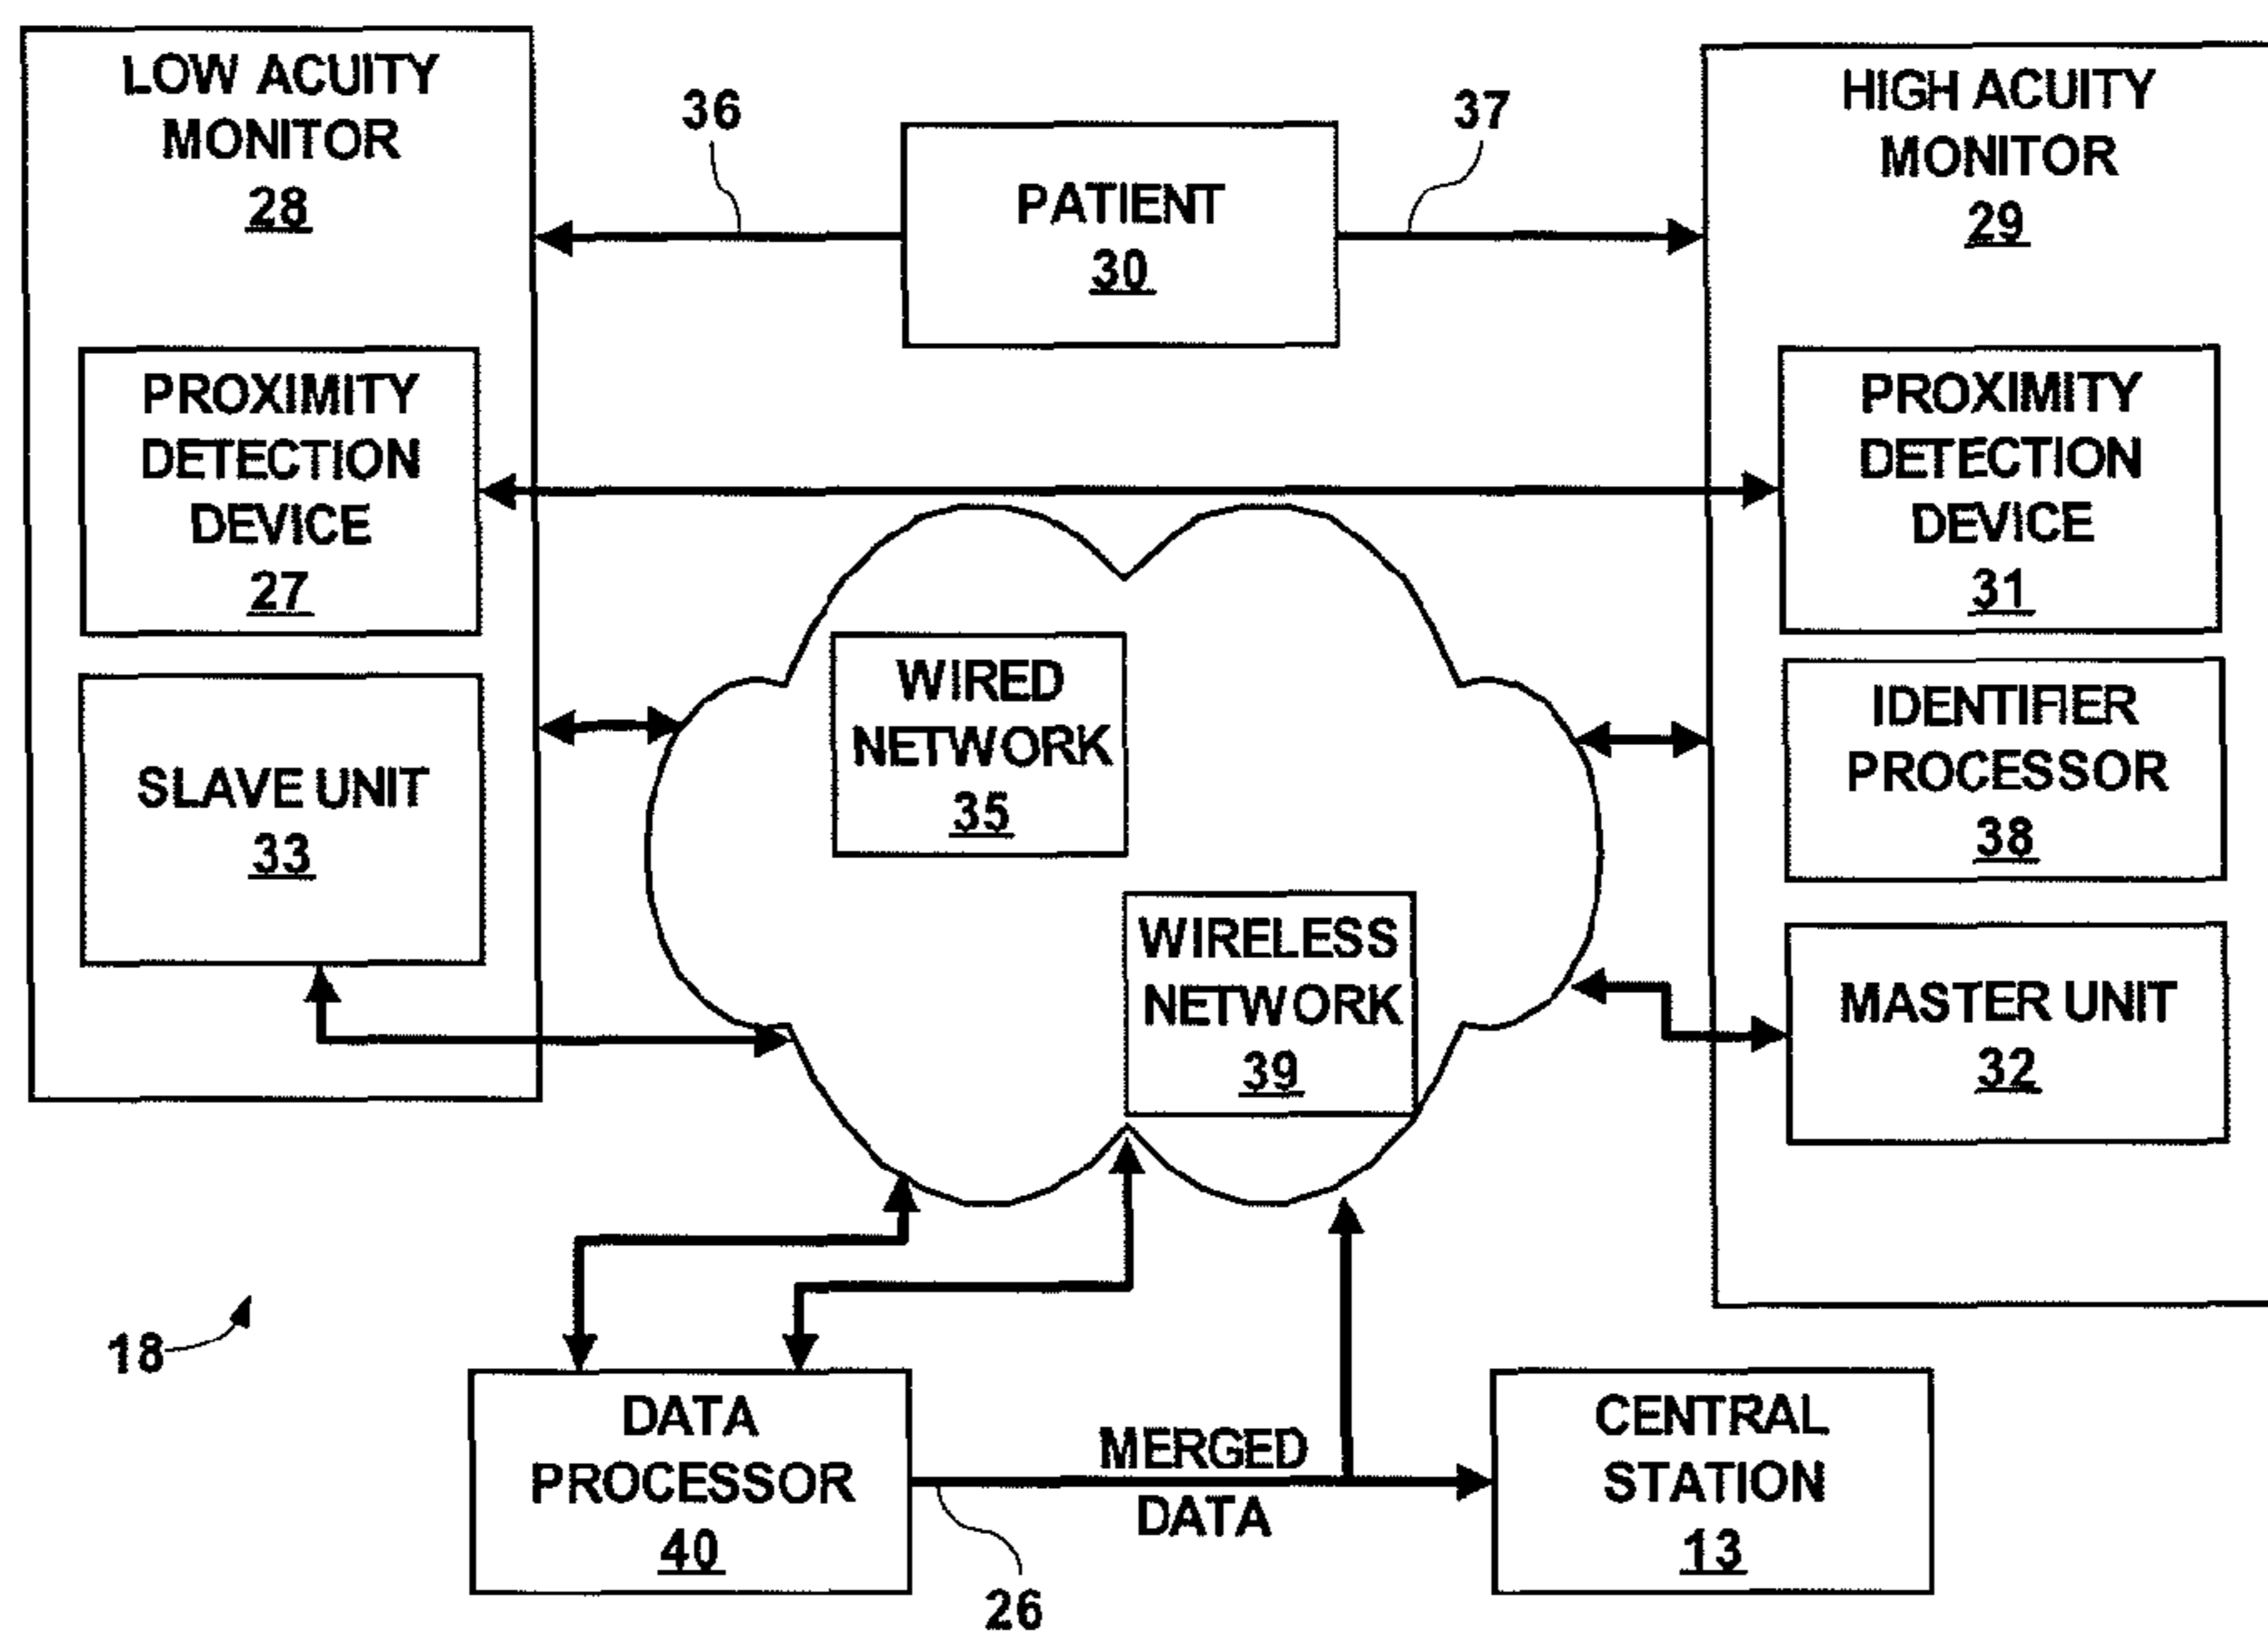 LOW ACUITY
MONITOR
28
36
PATIENT
30
37
HIGH ACUITY
MONITOR
29
PROXIMITY
DETECTION
DEVICE
27
PROXIMITY
DETECTION
DEVICE
31
SLAVE UNIT
33
WIRED
NETWORK
35
WIRELESS
NETWORK
39
IDENTIFIER
PROCESSOR
38
MASTER UNIT
32
18
DATA
PROCESSOR
40
MERGED
DATA
26
CENTRAL
STATION
13